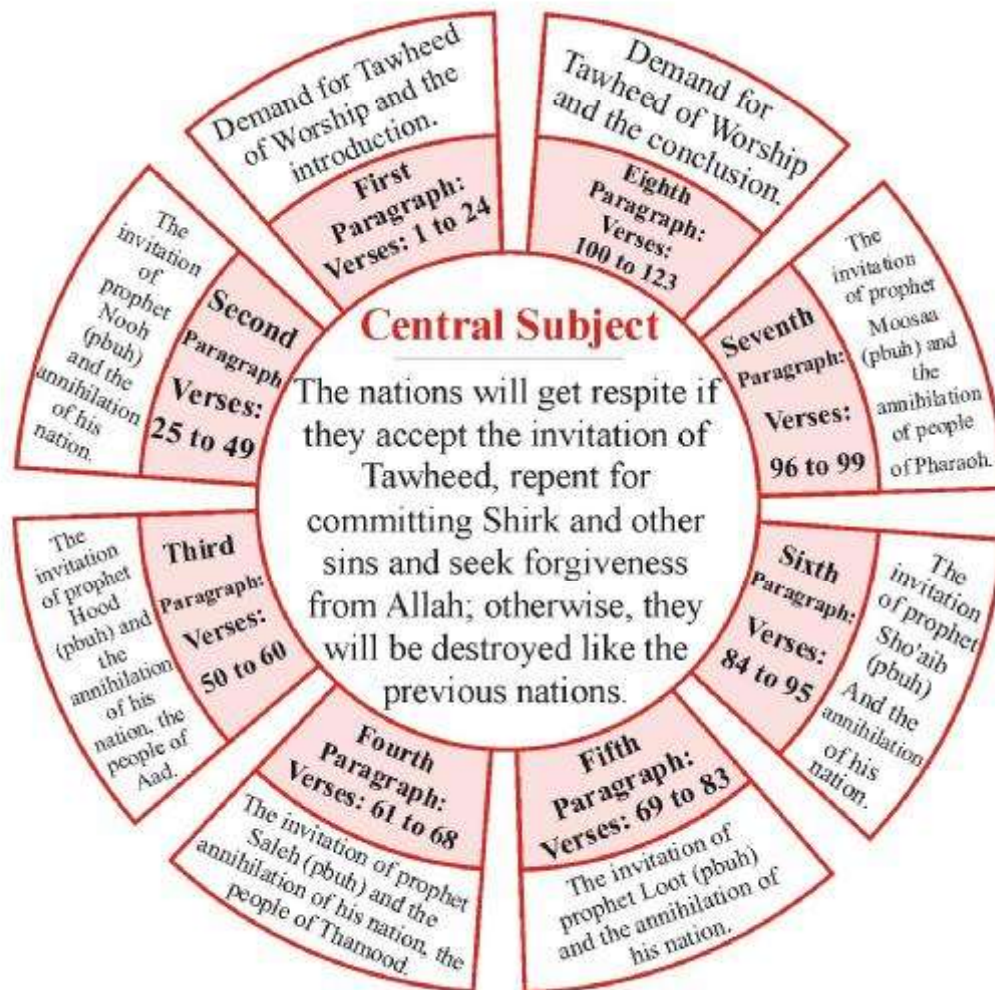 Central Subject
The nations will get respite if
they accept the invitation of
Tawheed, repent for
committing Shirk and other
sins and seek forgiveness
from Allah; otherwise, they
will be destroyed like the
previous nations.
Demand for Tawheed
of Worship and the
introduction.
First
Paragraph:
Verses: 1 to 24
The
invitation
of
prophet
Nooh
(pbuh)
and the
annihilation
of his
nation.
Second
Paragraph
Verses:
25 to 49
The
invitation
of prophet
Hood
(pbuh) and
the
annihilation
of his
nation, the
people of
Aad.
Third
Paragraph:
Verses:
50 to 60
Fourth
Paragraph:
Verses: 61 to 68
The invitation of prophet
Saleh (pbuh) and the
annihilation of his nation, the
people of Thamood.
Fifth
Paragraph:
Verses: 69 to 83
The invitation of
prophet Loot (pbuh)
and the annihilation of
his nation.
Sixth
Paragraph:
Verses:
84 to 95
The
invitation
of prophet
Sho'aib
(pbuh)
And the
annihilation
of his
nation.
Seventh
Paragraph:
Verses:
96 to 99
The
invitation
of prophet
Moosaa
(pbuh) and
the
annihilation
of people
of Pharaoh.
Demand for
Tawheed of Worship
and the conclusion.
Eighth
Paragraph:
Verses:
100 to 123